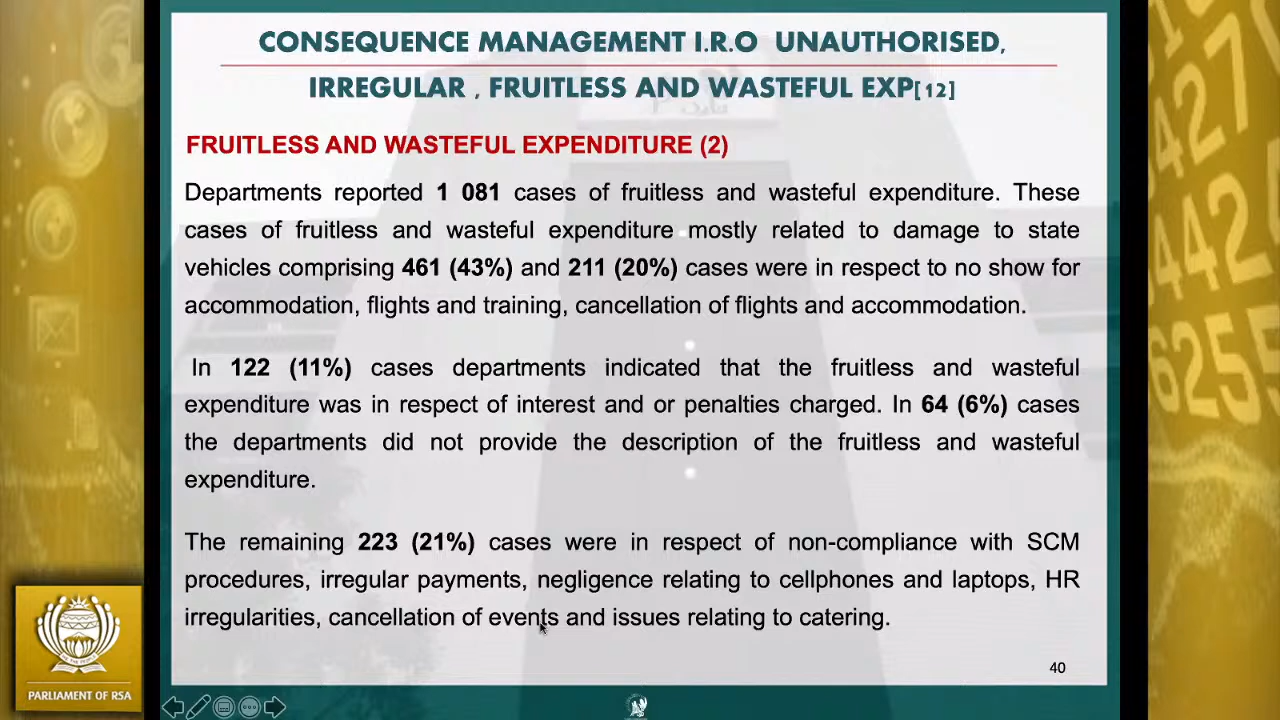 CONSEQUENCE MANAGEMENT I.R.O UNAUTHORISED,
IRREGULAR , FRUITLESS AND WASTEFUL EXP[12]
FRUITLESS AND WASTEFUL EXPENDITURE (2)
Departments reported 1 081 cases of fruitless and wasteful expenditure. These
cases of fruitless and wasteful expenditure mostly related to damage to state
vehicles comprising 461 (43%) and 211 (20%) cases were in respect to no show for
accommodation, flights and training, cancellation of flights and accommodation.
In 122 (11%) cases departments indicated that the fruitless and wasteful
expenditure was in respect of interest and or penalties charged. In 64 (6%) cases
the departments did not provide the description of the fruitless and wasteful
expenditure.
The remaining 223 (21%) cases were in respect of non-compliance with SCM
procedures, irregular payments, negligence relating to cellphones and laptops, HR
irregularities, cancellation of events and issues relating to catering.
40
PARLIAMENT OF RSA
427
442
6255